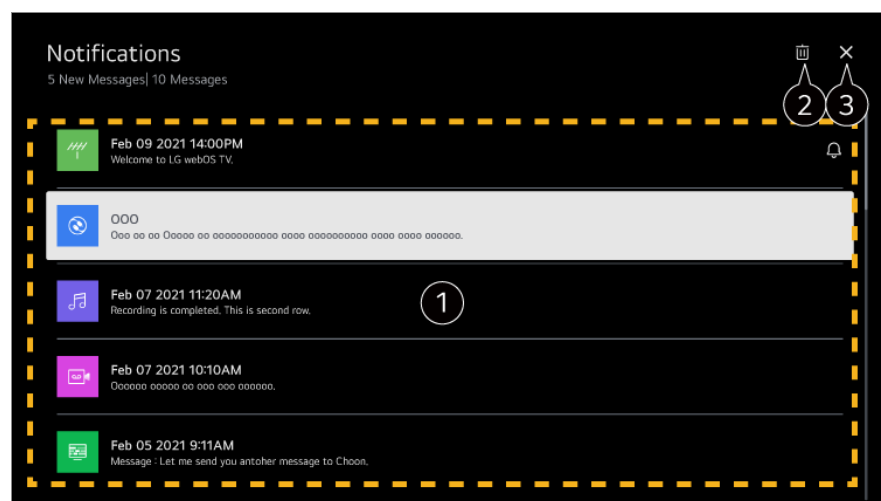 Notifications
5 New Messages| 10 Messages
2
3
Feb 09 2021 14:00PM
Welcome to LG webOS TV.
OOO
Ooo oo oo Ooooo oo ooooooooooo oooo oooooooooo oooo oooo oooooo.
Feb 07 2021 11:20AM
Recording is completed. This is second row.
1
Feb 07 2021 10:10AM
Oooooo ooooo oo ooo ooo oooooo.
Feb 05 2021 9:11AM
Message : Let me send you antoher message to Choon.